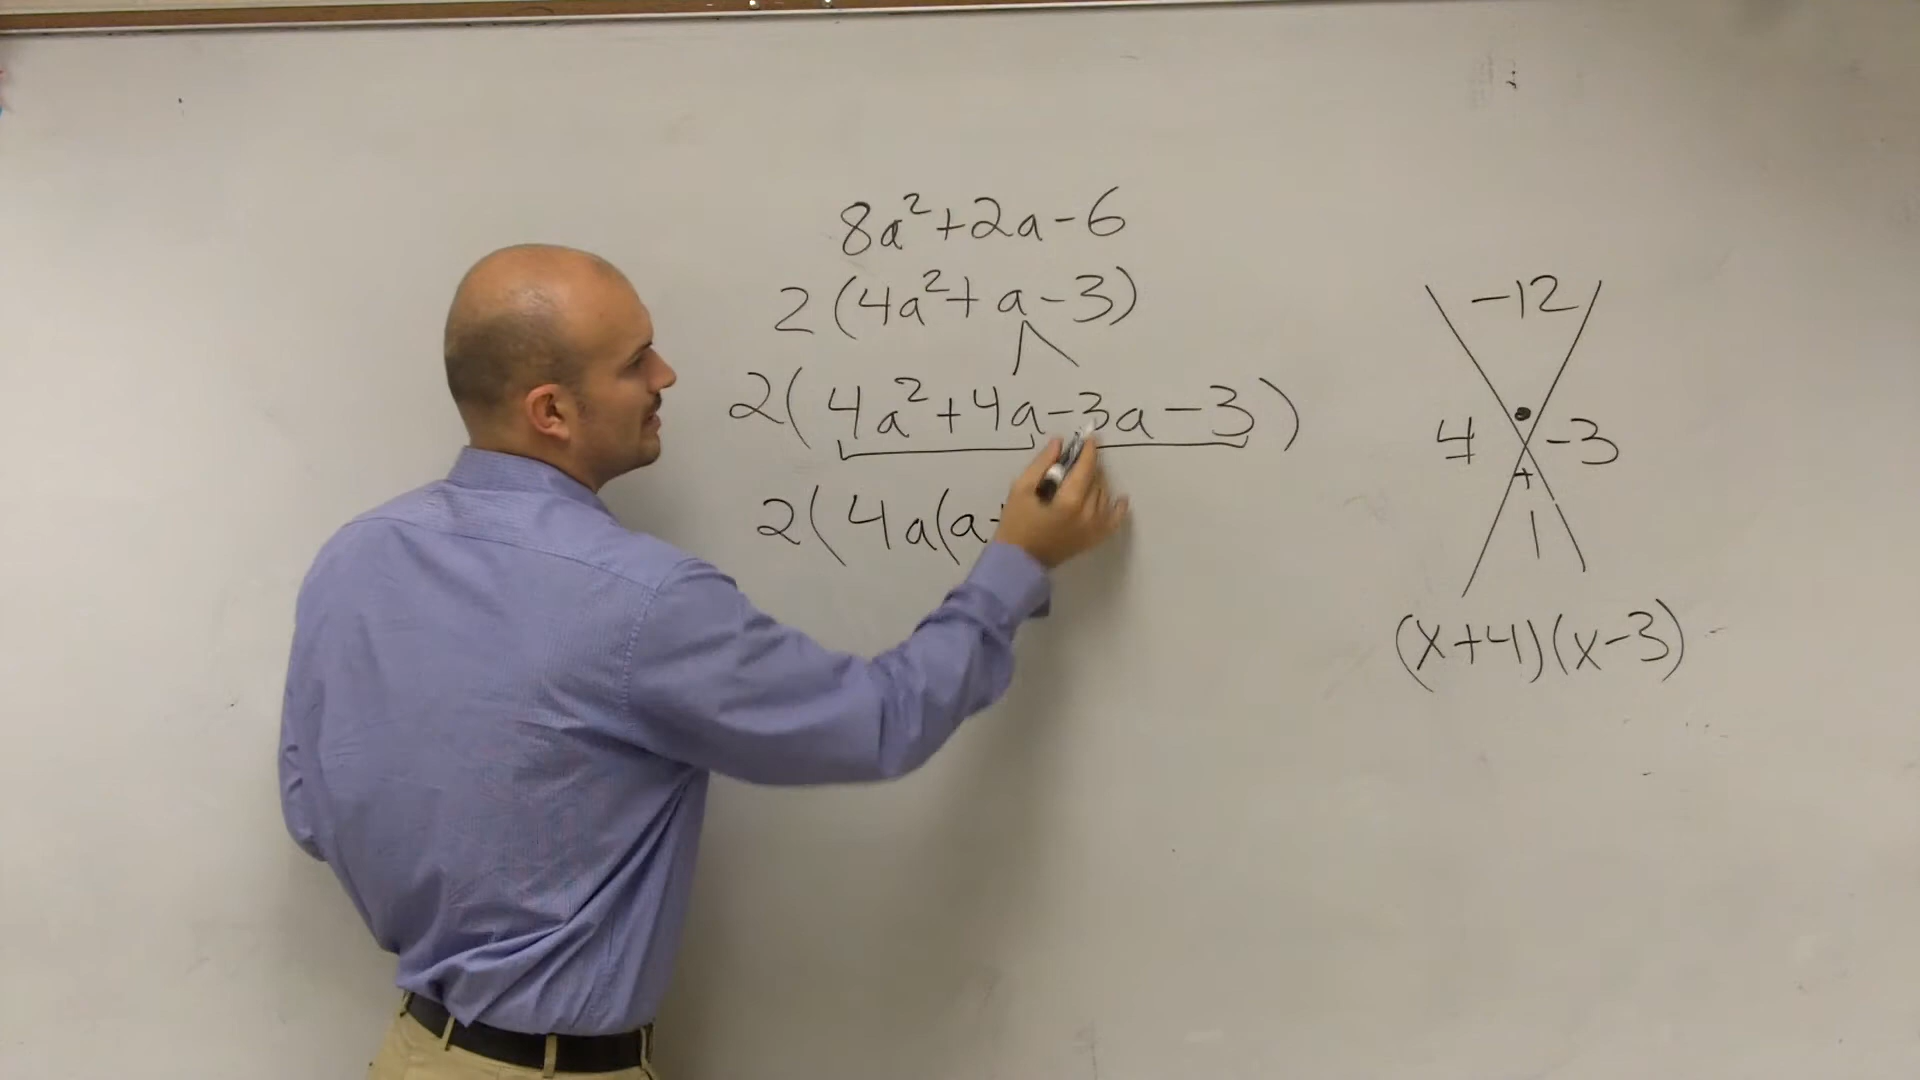 8a²+2a-6
2(4a²+a-3)
2(4a²+4a-3a-3)
2(4a(a
-12
4 -3
+
1
(x+4)(x-3)